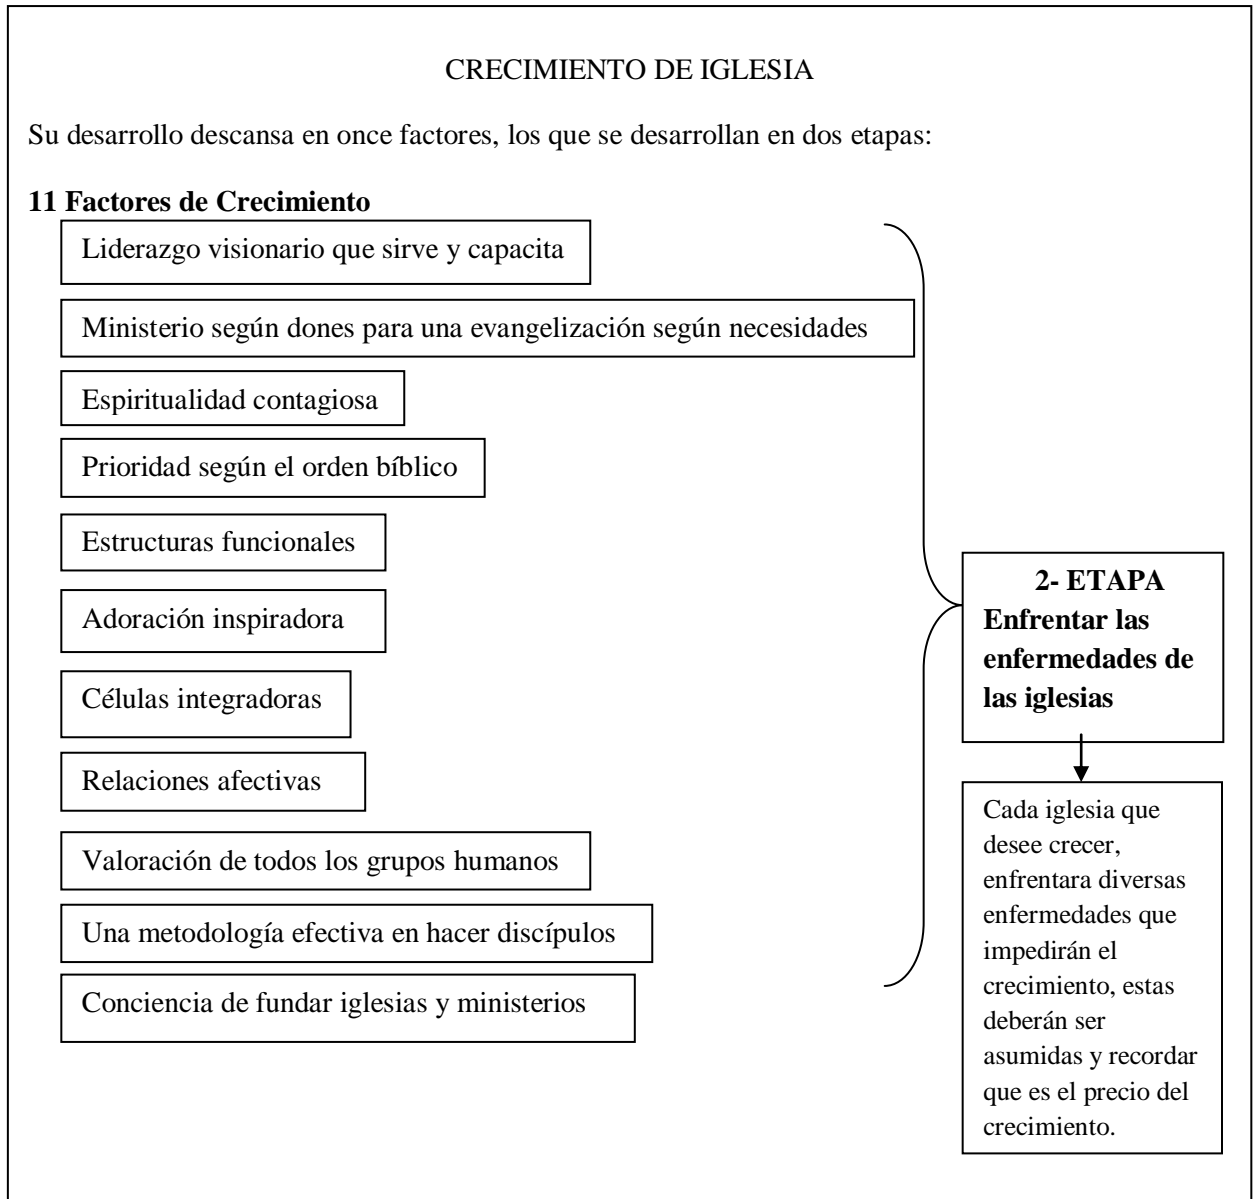 CRECIMIENTO DE IGLESIA
Su desarrollo descansa en once factores, los que se desarrollan en dos etapas:
11 Factores de Crecimiento
Liderazgo visionario que sirve y capacita
Ministerio según dones para una evangelización según necesidades
Espiritualidad contagiosa
Prioridad según el orden bíblico
Estructuras funcionales
Adoración inspiradora
Células integradoras
Relaciones afectivas
Valoración de todos los grupos humanos
Una metodología efectiva en hacer discípulos
Conciencia de fundar iglesias y ministerios
2- ETAPA
Enfrentar las
enfermedades de
las iglesias
Cada iglesia que
desee crecer,
enfrentara diversas
enfermedades que
impedirán el
crecimiento, estas
deberán ser
asumidas y recordar
que es el precio del
crecimiento.